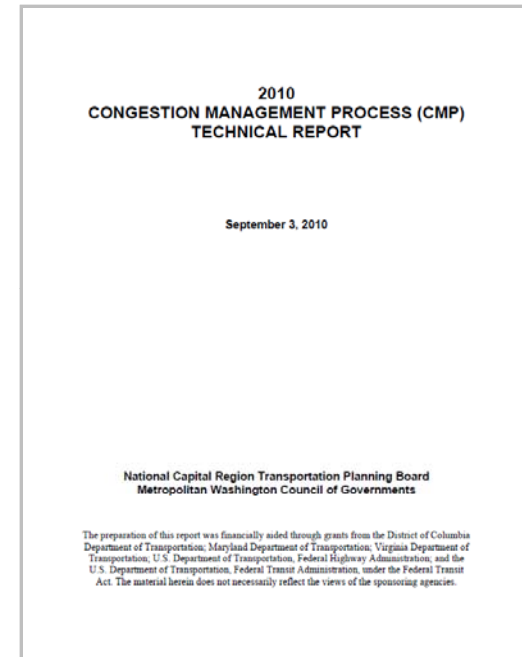 2010
CONGESTION MANAGEMENT PROCESS (CMP)
TECHNICAL REPORT
September 3, 2010
National Capital Region Transportation Planning Board
Metropolitan Washington Council of Governments
The preparation of this report was financially aided through grants from the District of Columbia
Department of Transportation; Maryland Department of Transportation; Virginia Department of
Transportation; U.S. Department of Transportation, Federal Highway Administration; and the
U.S. Department of Transportation, Federal Transit Administration, under the Federal Transit
Act. The material herein does not necessarily reflect the views of the sponsoring agencies.